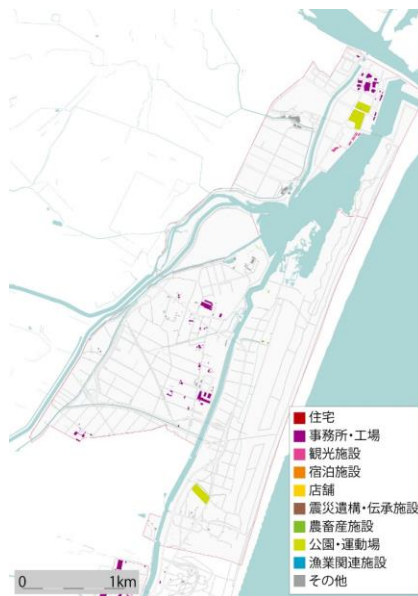 住宅
事務所・工場
観光施設
宿泊施設
店舗
震災遺構・伝承施設
農畜産施設
公園・運動場
漁業関連施設
その他
0 1km